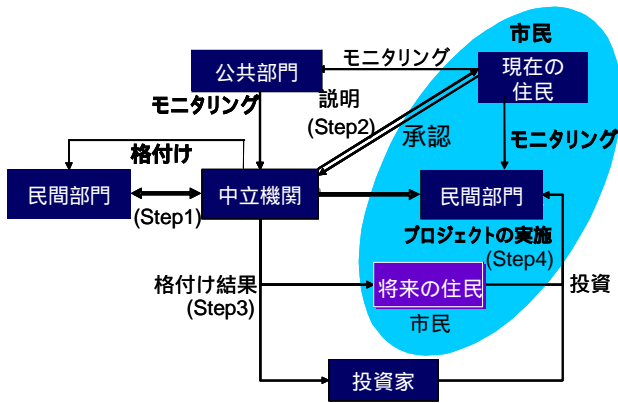 市民
モニタリング
公共部門
現在の
住民
モニタリング
説明
(Step2)
承認
モニタリング
格付け
民間部門
中立機関
民間部門
(Step1)
プロジェクトの実施
(Step4)
格付け結果
(Step3)
将来の住民
投資
市民
投資家